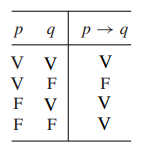 p q p → q
V V V
V F F
F V V
F F V